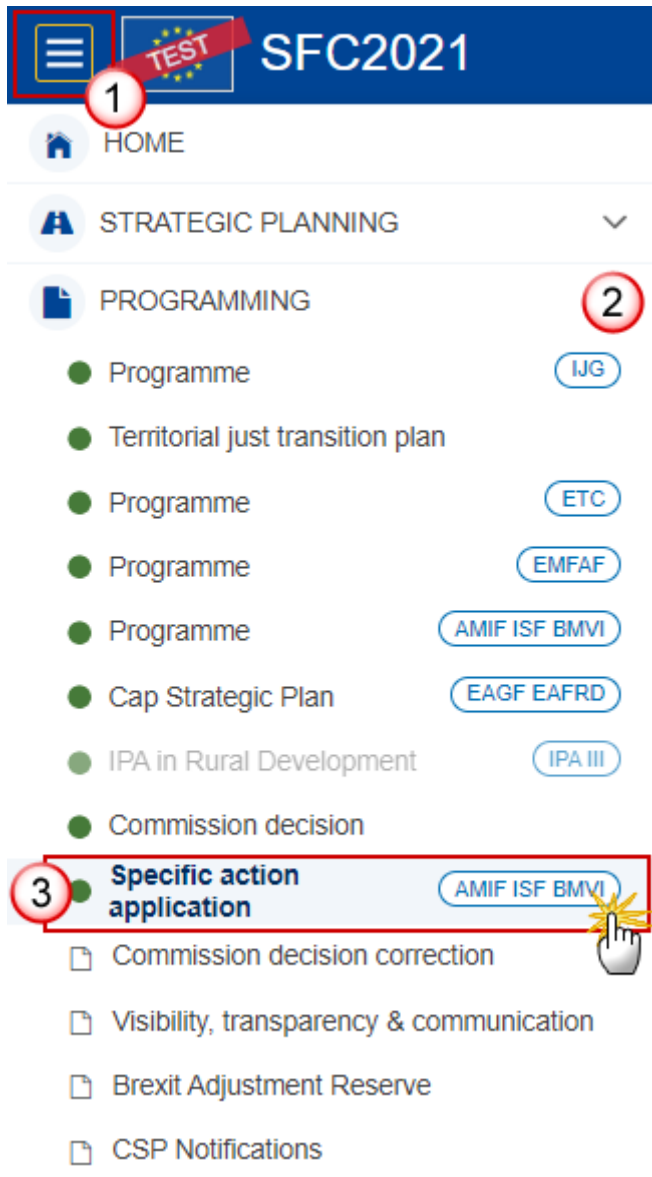 TEST
SFC2021
1
HOME
STRATEGIC PLANNING
PROGRAMMING
2
Programme IJG
Territorial just transition plan
Programme ETC
Programme EMFAF
Programme AMIF ISF BMVI
Cap Strategic Plan EAGF EAFRD
IPA in Rural Development IPA III
Commission decision
3
Specific action
application
AMIF ISF BMVI
Commission decision correction
Visibility, transparency & communication
Brexit Adjustment Reserve
CSP Notifications